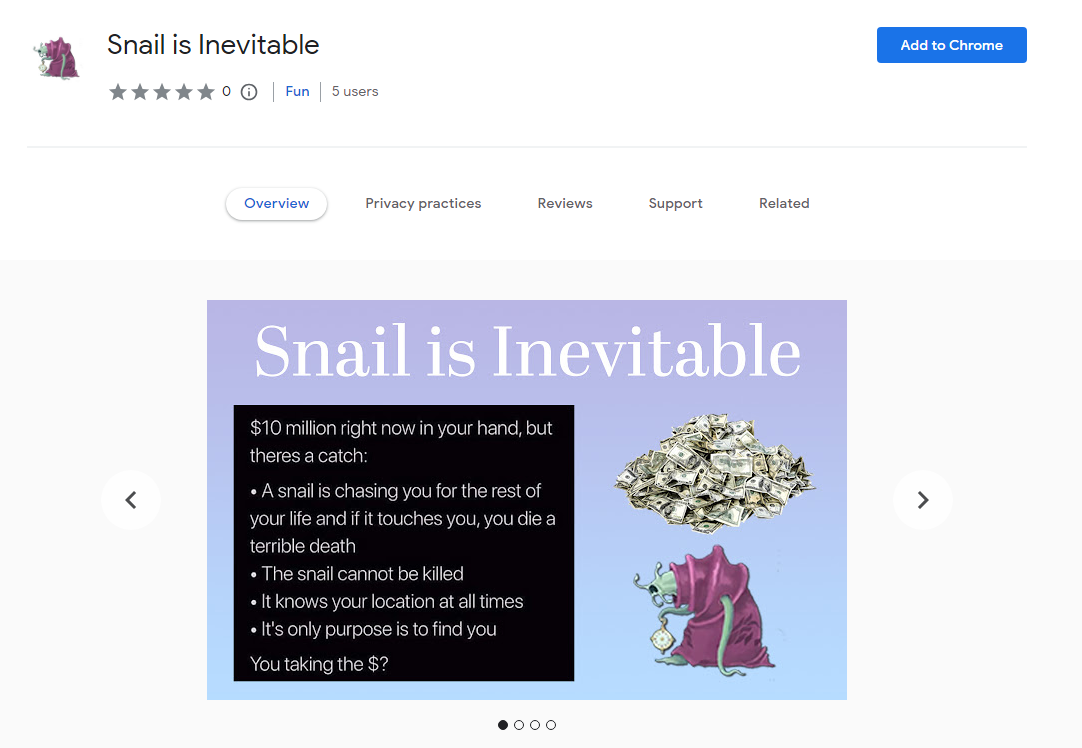 Snail is Inevitable
Add to Chrome
0 Fun 5 users
Overview Privacy practices Reviews Support Related
Snail is Inevitable
$10 million right now in your hand, but
theres a catch:
• A snail is chasing you for the rest of
your life and if it touches you, you die a
terrible death
• The snail cannot be killed
• It knows your location at all times
• It's only purpose is to find you
You taking the $?